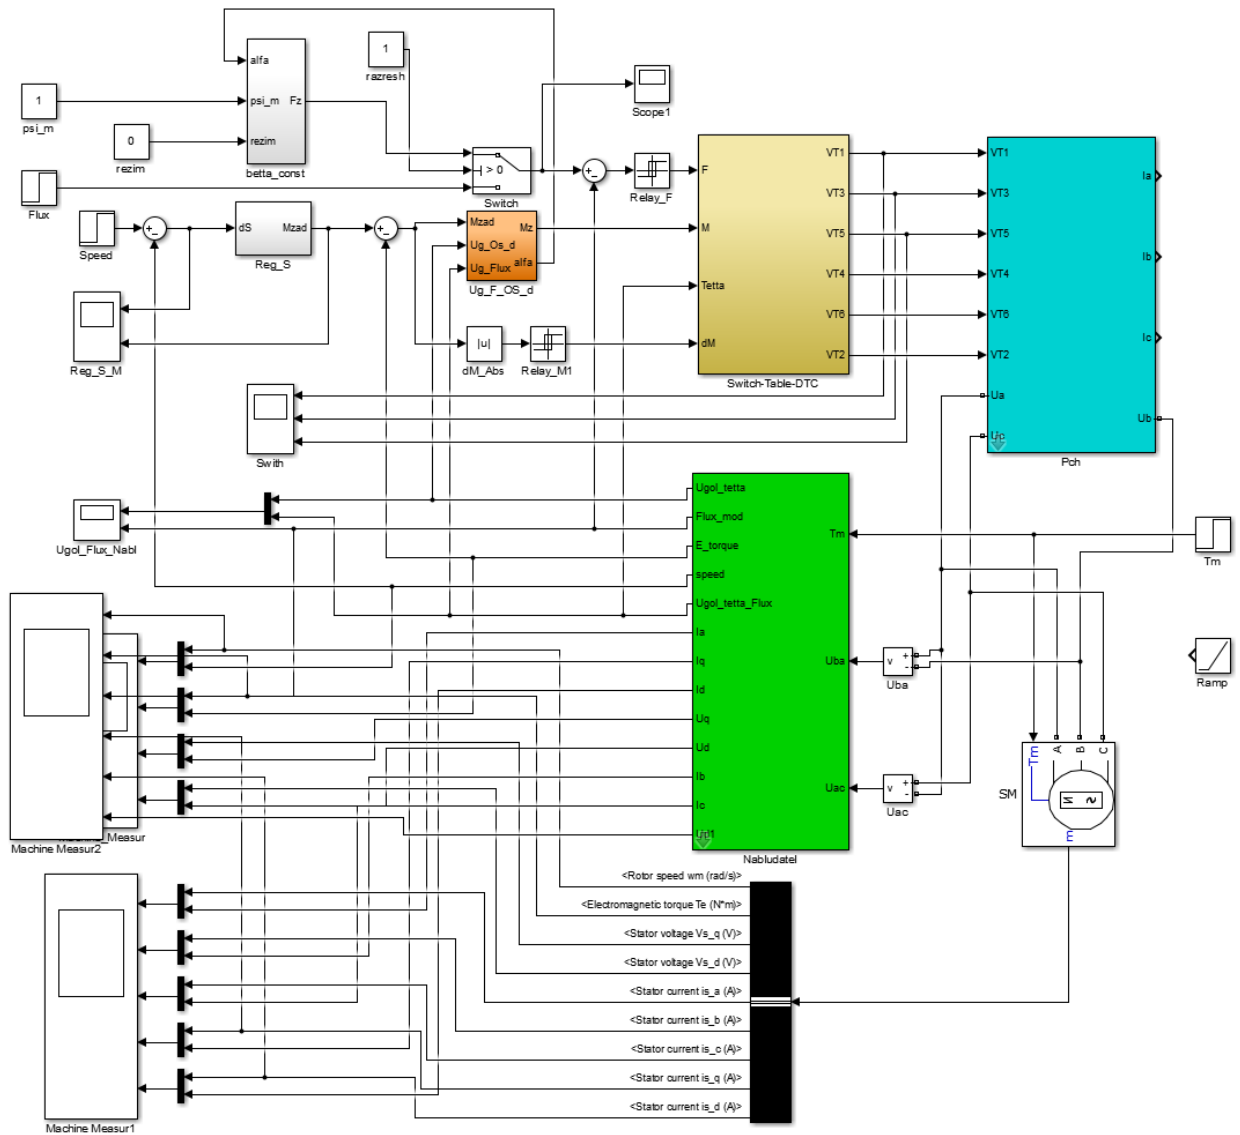 alfa
psi_m
Fz
rezim
betta_const
1
psi_m
0
rezim
1
razresh
Scope1
> 0
Switch
Flux
Speed
dS
Mzad
Reg_S
Mzad
Mz
Ug_Os_d
Ug_Flux
alfa
Ug_F_OS_d
Relay_F
F
M
Tetta
dM
VT1
VT3
VT5
VT4
VT6
VT2
Switch-Table-DTC
VT1
VT3
VT5
VT4
VT6
VT2
Ua
Uc
Ia
Ib
Ic
Ub
Pch
Reg_S_M
|u|
dM_Abs
Relay_M1
Swith
Ugol_Flux_Nabl
Ugol_tetta
Flux_mod
E_torque
speed
Ugol_tetta_Flux
Ia
Iq
Id
Uq
Ud
Ib
Ic
Tm
Uba
Uac
Nabludatel
Tm
Ramp
v
+
-
Uba
v
+
-
Uac
Tm
A
B
C
m
SM
_Measur
Machine Measur2
Machine Measur1
<Rotor speed wm (rad/s)>
<Electromagnetic torque Te (N*m)>
<Stator voltage Vs_q (V)>
<Stator voltage Vs_d (V)>
<Stator current is_a (A)>
<Stator current is_b (A)>
<Stator current is_c (A)>
<Stator current is_q (A)>
<Stator current is_d (A)>